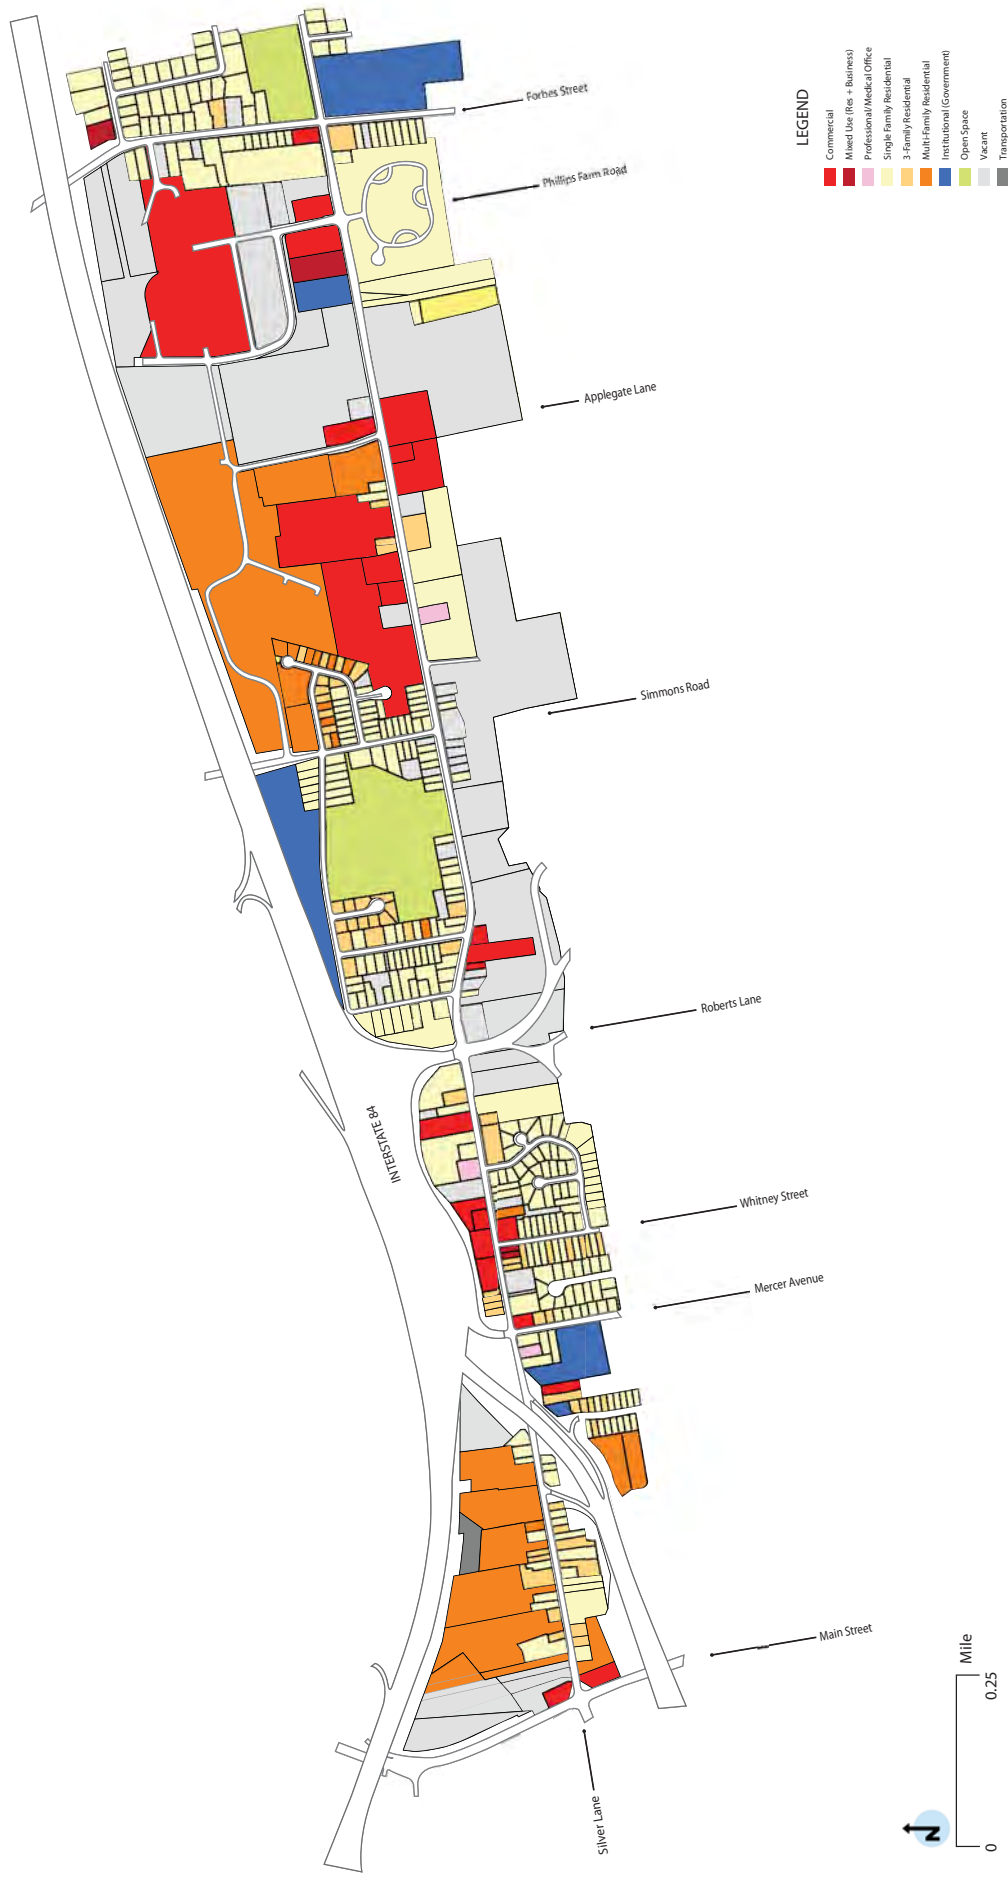 Forbes Street
Phillips Farm Road
Applegate Lane
Simmons Road
Roberts Lane
INTERSTATE 84
Whitney Street
Mercer Avenue
Main Street
Silver Lane
LEGEND
Commercial
Mixed Use (Res + Business)
Professional/Medical Office
Single Family Residential
3-Family Residential
Multi-Family Residential
Institutional (Government)
Open Space
Vacant
Transportation
N
Mile
0
0.25